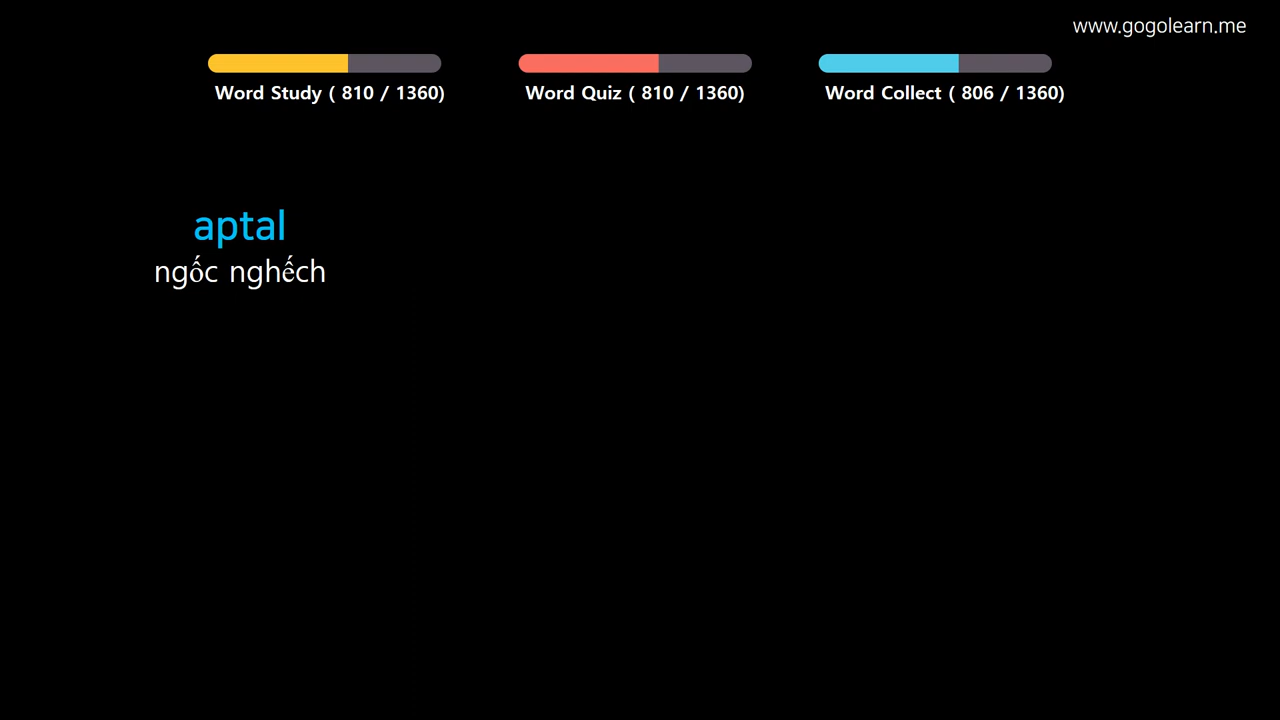 www.gogolearn.me
Word Study ( 810 / 1360)
Word Quiz ( 810 / 1360)
Word Collect ( 806 / 1360)
aptal
ngốc nghếch